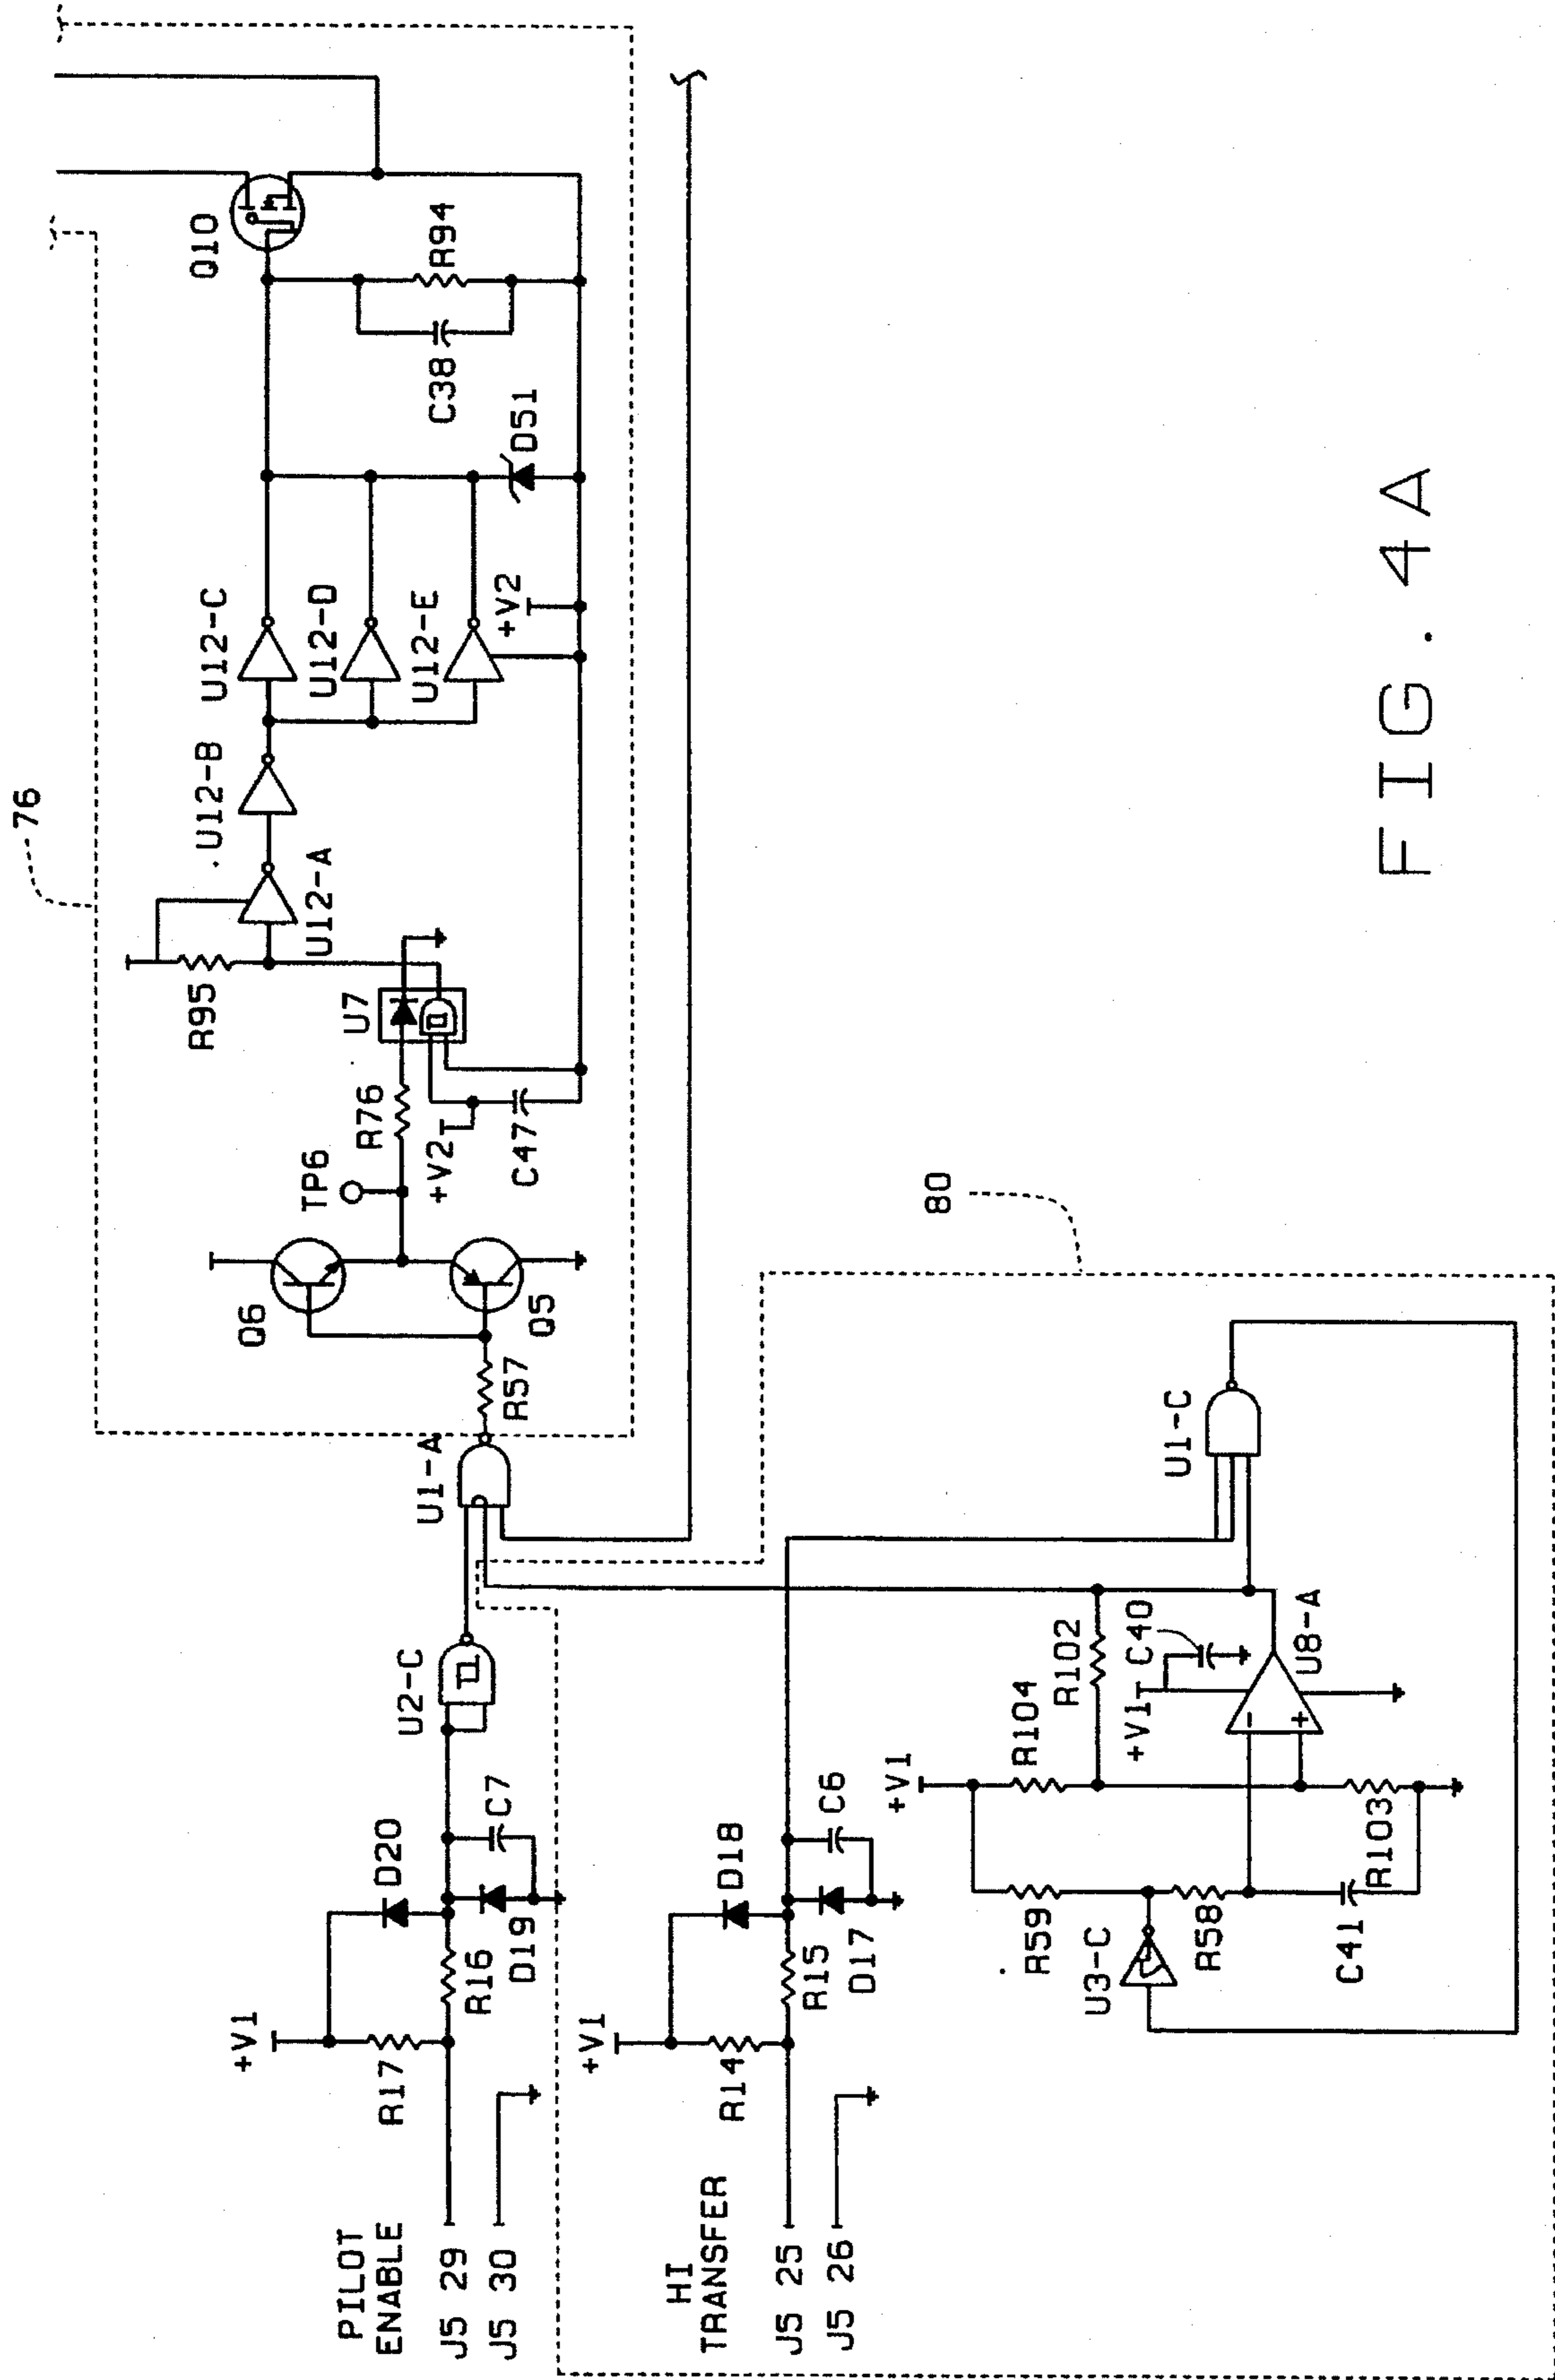 76
Q10
R94
C38
D51
U12-C
U12-D
U12-E
+V2
U12-B
U12-A
R95
U7
R76
+V2
C47
TP6
Q6
Q5
R57
U1-A
80
U2-C
D20
C7
+V1
R17
R16
D19
PILOT
ENABLE
J5 29
J5 30
U1-C
D18
C6
+V1
R14
R15
D17
HI
TRANSFER
J5 25
J5 26
R102
+V1
C40
U8-A
-
+
+V1
R104
R59
U3-C
R58
R103
C41
FIG. 4A